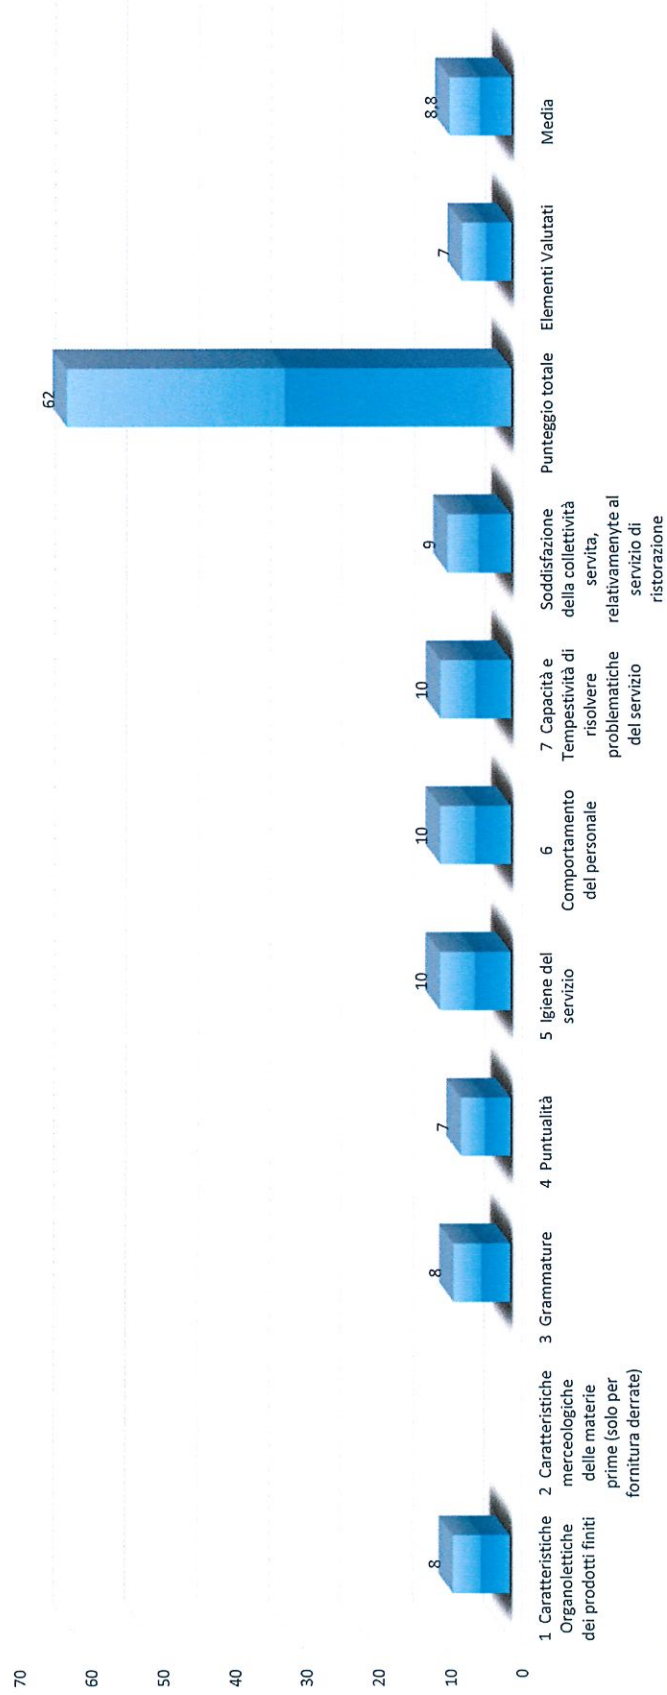 70
60
50
40
30
20
10
0
8
8
7
10
10
10
9
62
7
8,8
1 Caratteristiche
Organolettiche
dei prodotti finiti
2 Caratteristiche
merceologiche
delle materie
prime (solo per
fornitura derrate)
3 Grammature
4 Puntualità
5 Igiene del
servizio
6
Comportamento
del personale
7 Capacità e
Tempestività di
risolvere
problematiche
del servizio
Soddisfazione
della collettività
servita,
relativamenyte al
servizio di
ristorazione
Punteggio totale
Elementi Valutati
Media